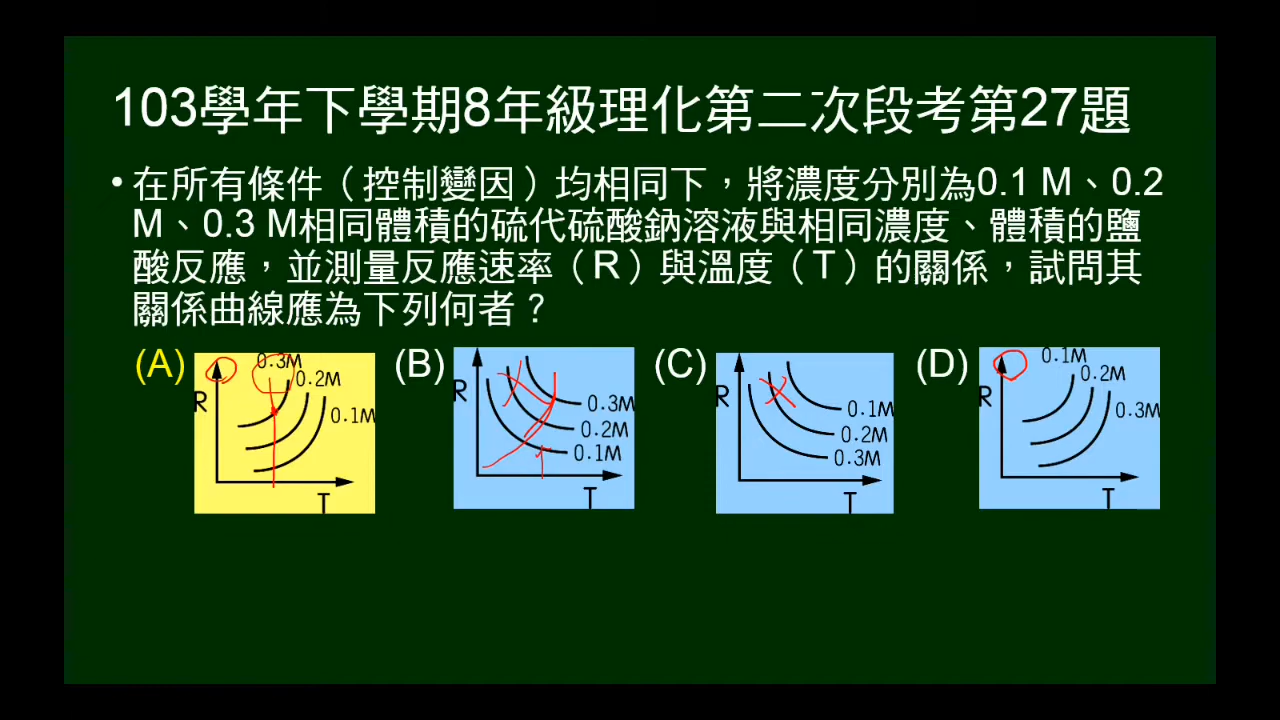 103學年下學期8年級理化第二次段考第27題
•在所有條件（控制變因）均相同下，將濃度分別為0.1 M、0.2
M、0.3 M相同體積的硫代硫酸鈉溶液與相同濃度、體積的鹽
酸反應，並測量反應速率（R）與溫度（T）的關係，試問其
關係曲線應為下列何者？
(A)
R
0.3M
0.2M
0.1M
T
(B)
R
0.3M
0.2M
0.1M
T
(C)
R
0.1M
0.2M
0.3M
T
(D)
R
0.1M
0.2M
0.3M
T